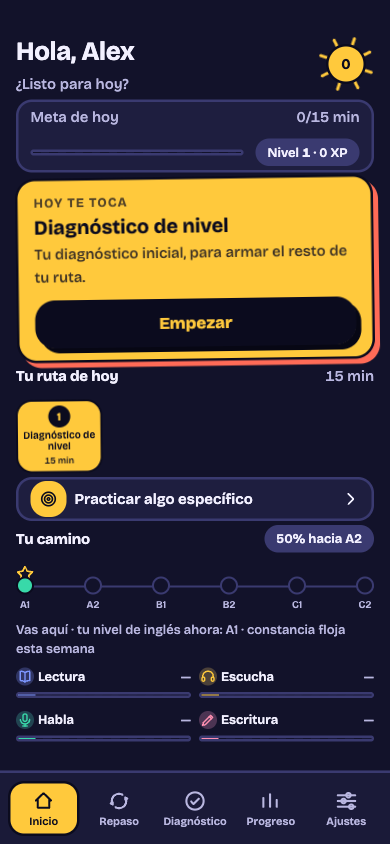 Hola, Alex
¿Listo para hoy?
0
Meta de hoy
0/15 min
Nivel 1 · 0 XP
HOY TE TOCA
Diagnóstico de nivel
Tu diagnóstico inicial, para armar el resto de
tu ruta.
Empezar
Tu ruta de hoy
15 min
1
Diagnóstico de
nivel
15 min
Practicar algo específico
Tu camino
50% hacia A2
A1
A2
B1
B2
C1
C2
Vas aquí · tu nivel de inglés ahora: A1 · constancia floja
esta semana
Lectura
–
Escucha
–
Habla
–
Escritura
–
Inicio
Repaso
Diagnóstico
Progreso
Ajustes